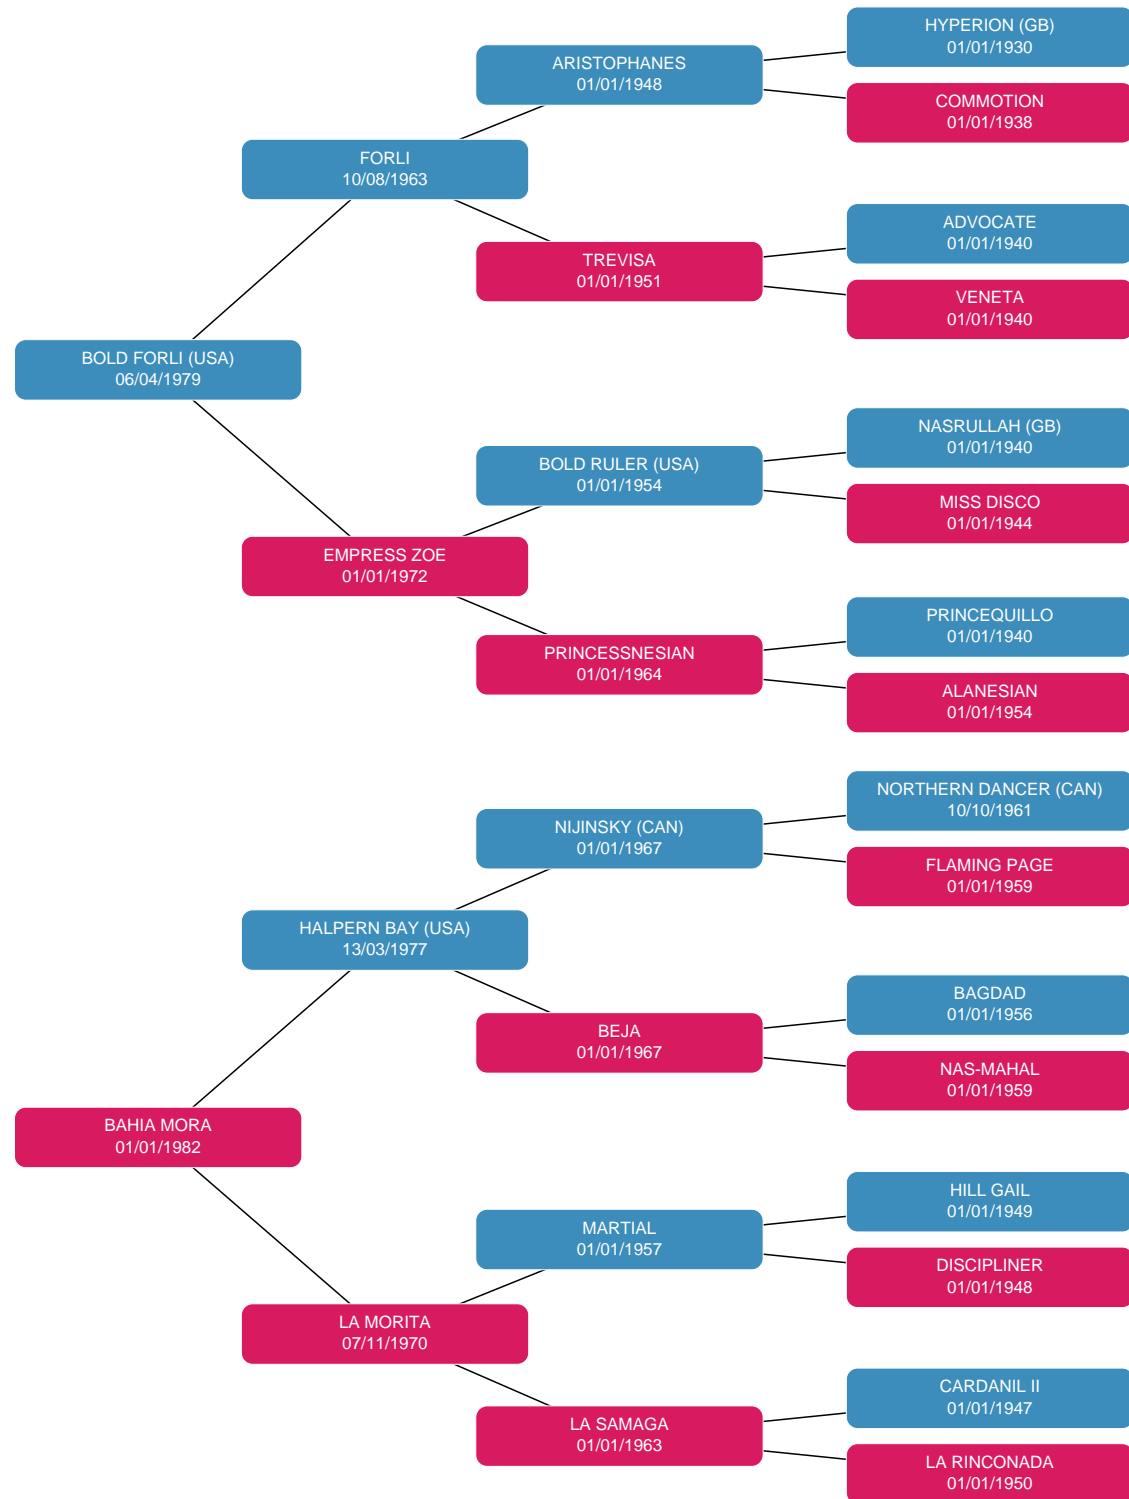 HYPERION (GB)
01/01/1930
ARISTOPHANES
01/01/1948
COMMOTION
01/01/1938
FORLI
10/08/1963
ADVOCATE
01/01/1940
TREVISA
01/01/1951
VENETA
01/01/1940
BOLD FORLI (USA)
06/04/1979
NASRULLAH (GB)
01/01/1940
BOLD RULER (USA)
01/01/1954
MISS DISCO
01/01/1944
EMPRESS ZOE
01/01/1972
PRINCEQUILLO
01/01/1940
PRINCESSNESIAN
01/01/1964
ALANESIAN
01/01/1954
NORTHERN DANCER (CAN)
10/10/1961
NIJINSKY (CAN)
01/01/1967
FLAMING PAGE
01/01/1959
HALPERN BAY (USA)
13/03/1977
BAGDAD
01/01/1956
BEJA
01/01/1967
NAS-MAHAL
01/01/1959
BAHIA MORA
01/01/1982
HILL GAIL
01/01/1949
MARTIAL
01/01/1957
DISCIPLINER
01/01/1948
LA MORITA
07/11/1970
CARDANIL II
01/01/1947
LA SAMAGA
01/01/1963
LA RINCONADA
01/01/1950